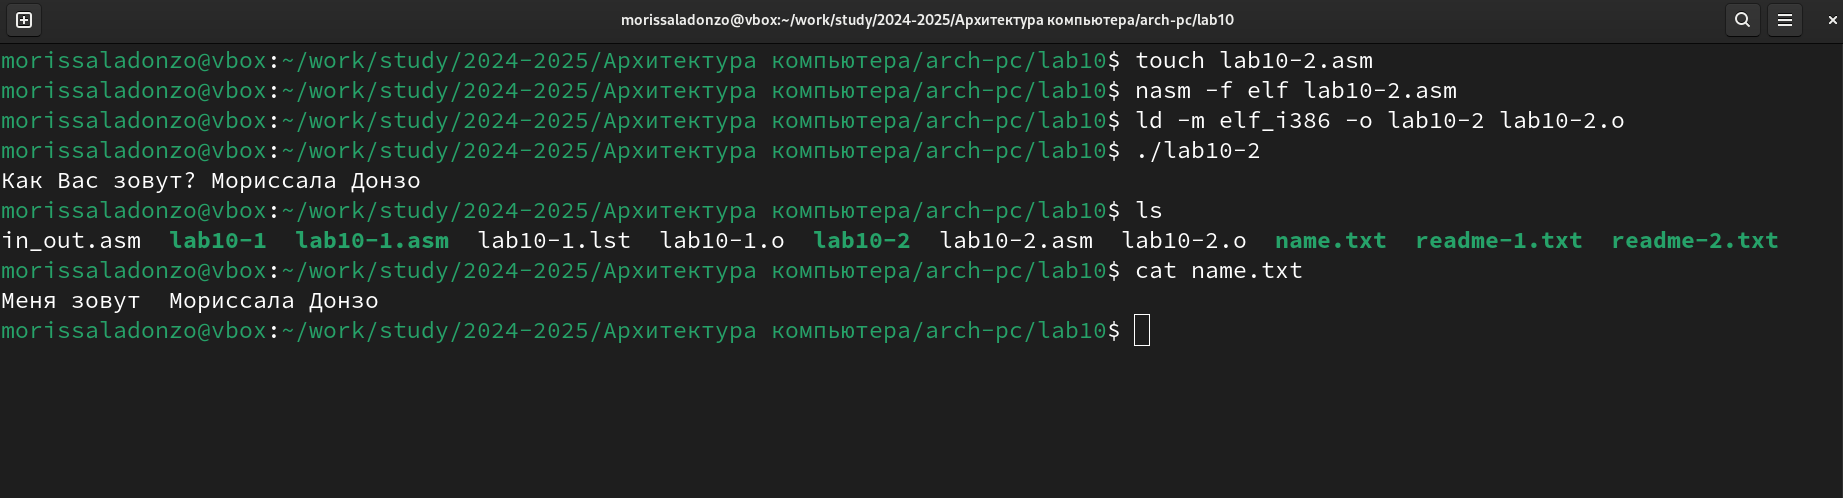 morissaladonzo@vbox:~/work/study/2024-2025/Архитектура компьютера/arch-pc/lab10
morissaladonzo@vbox:~/work/study/2024-2025/Архитектура компьютера/arch-pc/lab10$ touch lab10-2.asm
morissaladonzo@vbox:~/work/study/2024-2025/Архитектура компьютера/arch-pc/lab10$ nasm -f elf lab10-2.asm
morissaladonzo@vbox:~/work/study/2024-2025/Архитектура компьютера/arch-pc/lab10$ ld -m elf_i386 -o lab10-2 lab10-2.o
morissaladonzo@vbox:~/work/study/2024-2025/Архитектура компьютера/arch-pc/lab10$ ./lab10-2
Как Вас зовут? Мориссала Донзо
morissaladonzo@vbox:~/work/study/2024-2025/Архитектура компьютера/arch-pc/lab10$ ls
in_out.asm  lab10-1  lab10-1.asm  lab10-1.lst  lab10-1.o  lab10-2  lab10-2.asm  lab10-2.o  name.txt  readme-1.txt  readme-2.txt
morissaladonzo@vbox:~/work/study/2024-2025/Архитектура компьютера/arch-pc/lab10$ cat name.txt
Меня зовут  Мориссала Донзо
morissaladonzo@vbox:~/work/study/2024-2025/Архитектура компьютера/arch-pc/lab10$